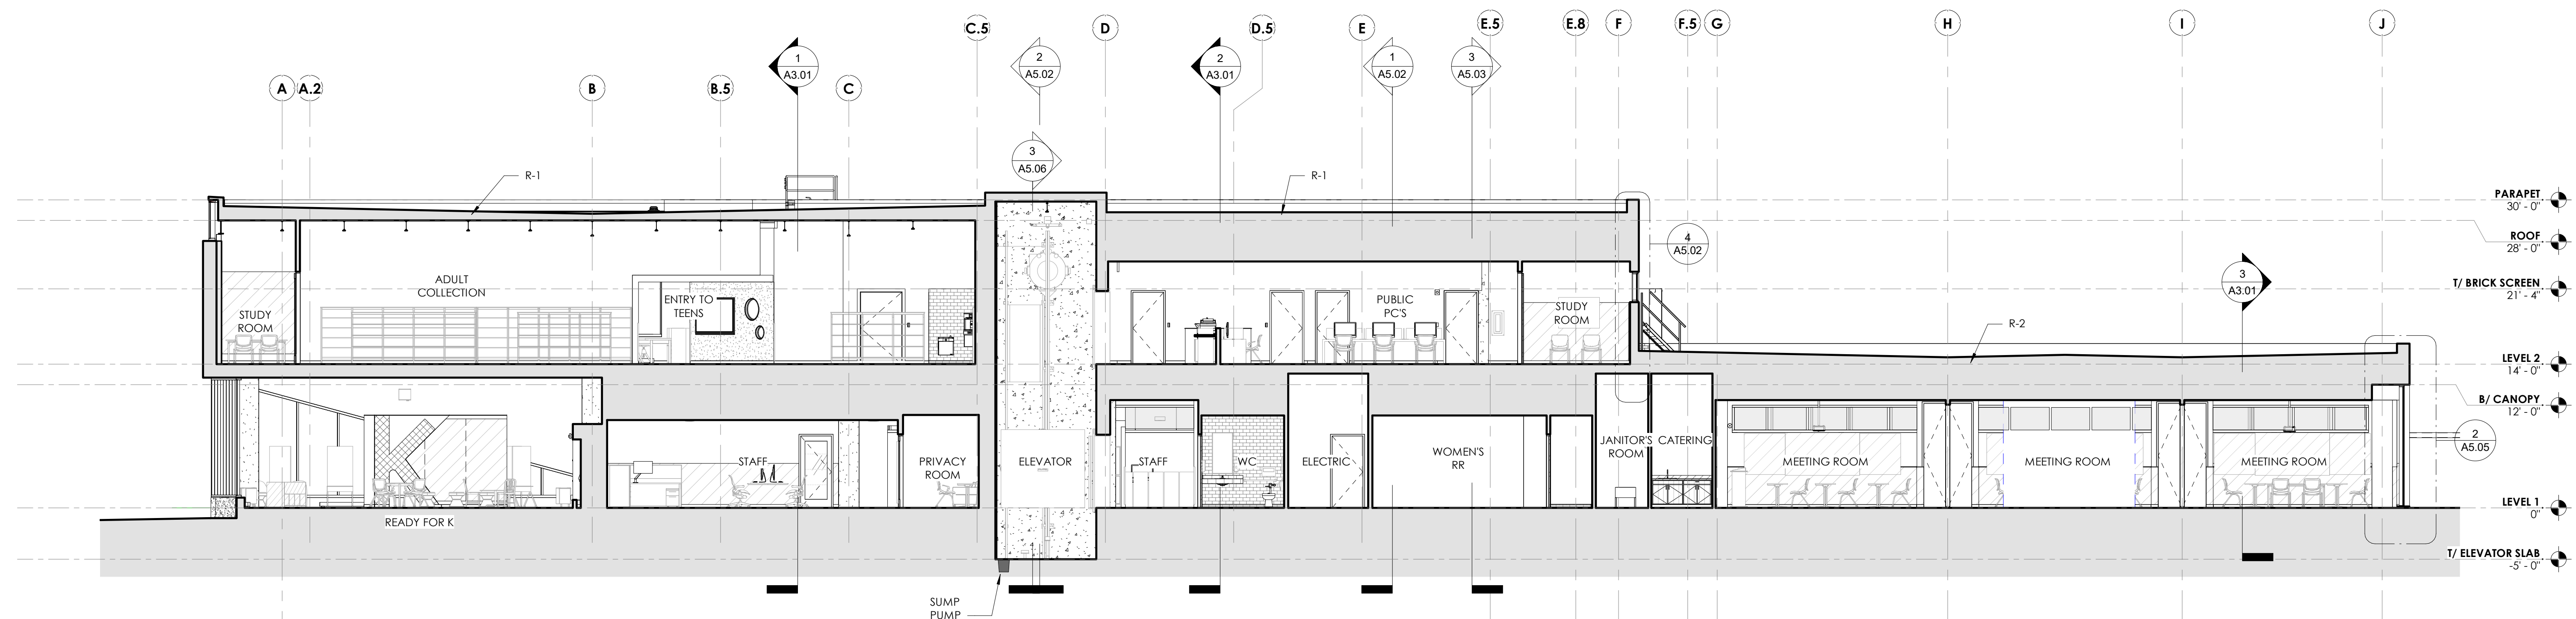 C.5 D D.5 E E.5 E.8 F F.5 G H I J
A A.2 B B.5 C
1
A3.01
2
A5.02
2
A3.01
1
A5.02
3
A5.03
3
A5.06
R-1
R-1
PARAPET
30' - 0"
ROOF
28' - 0"
4
A5.02
3
A3.01
T/ BRICK SCREEN
21' - 4"
ADULT
COLLECTION
ENTRY TO
TEENS
PUBLIC
PC'S
STUDY
ROOM
STUDY
ROOM
R-2
LEVEL 2
14' - 0"
B/ CANOPY
12' - 0"
2
A5.05
STAFF
PRIVACY
ROOM
ELEVATOR
STAFF
WC
ELECTRIC
WOMEN'S
RR
JANITOR'S
ROOM
CATERING
MEETING ROOM
MEETING ROOM
MEETING ROOM
READY FOR K
LEVEL 1
0"
T/ ELEVATOR SLAB
-5' - 0"
SUMP
PUMP